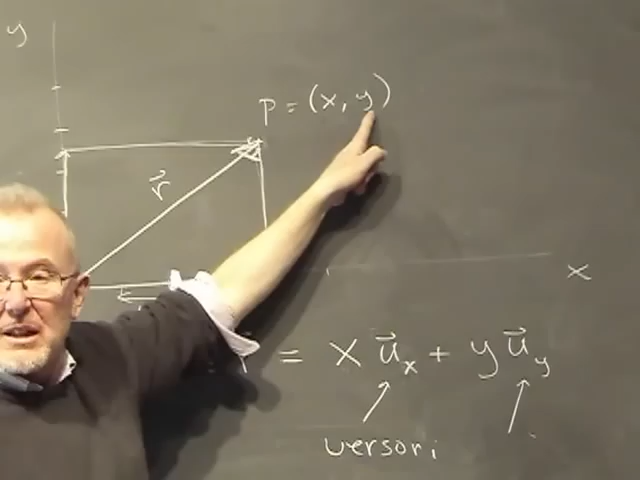 y
P = (x, y)
r⃗
x
= x u⃗ₓ + y u⃗ᵧ
versori